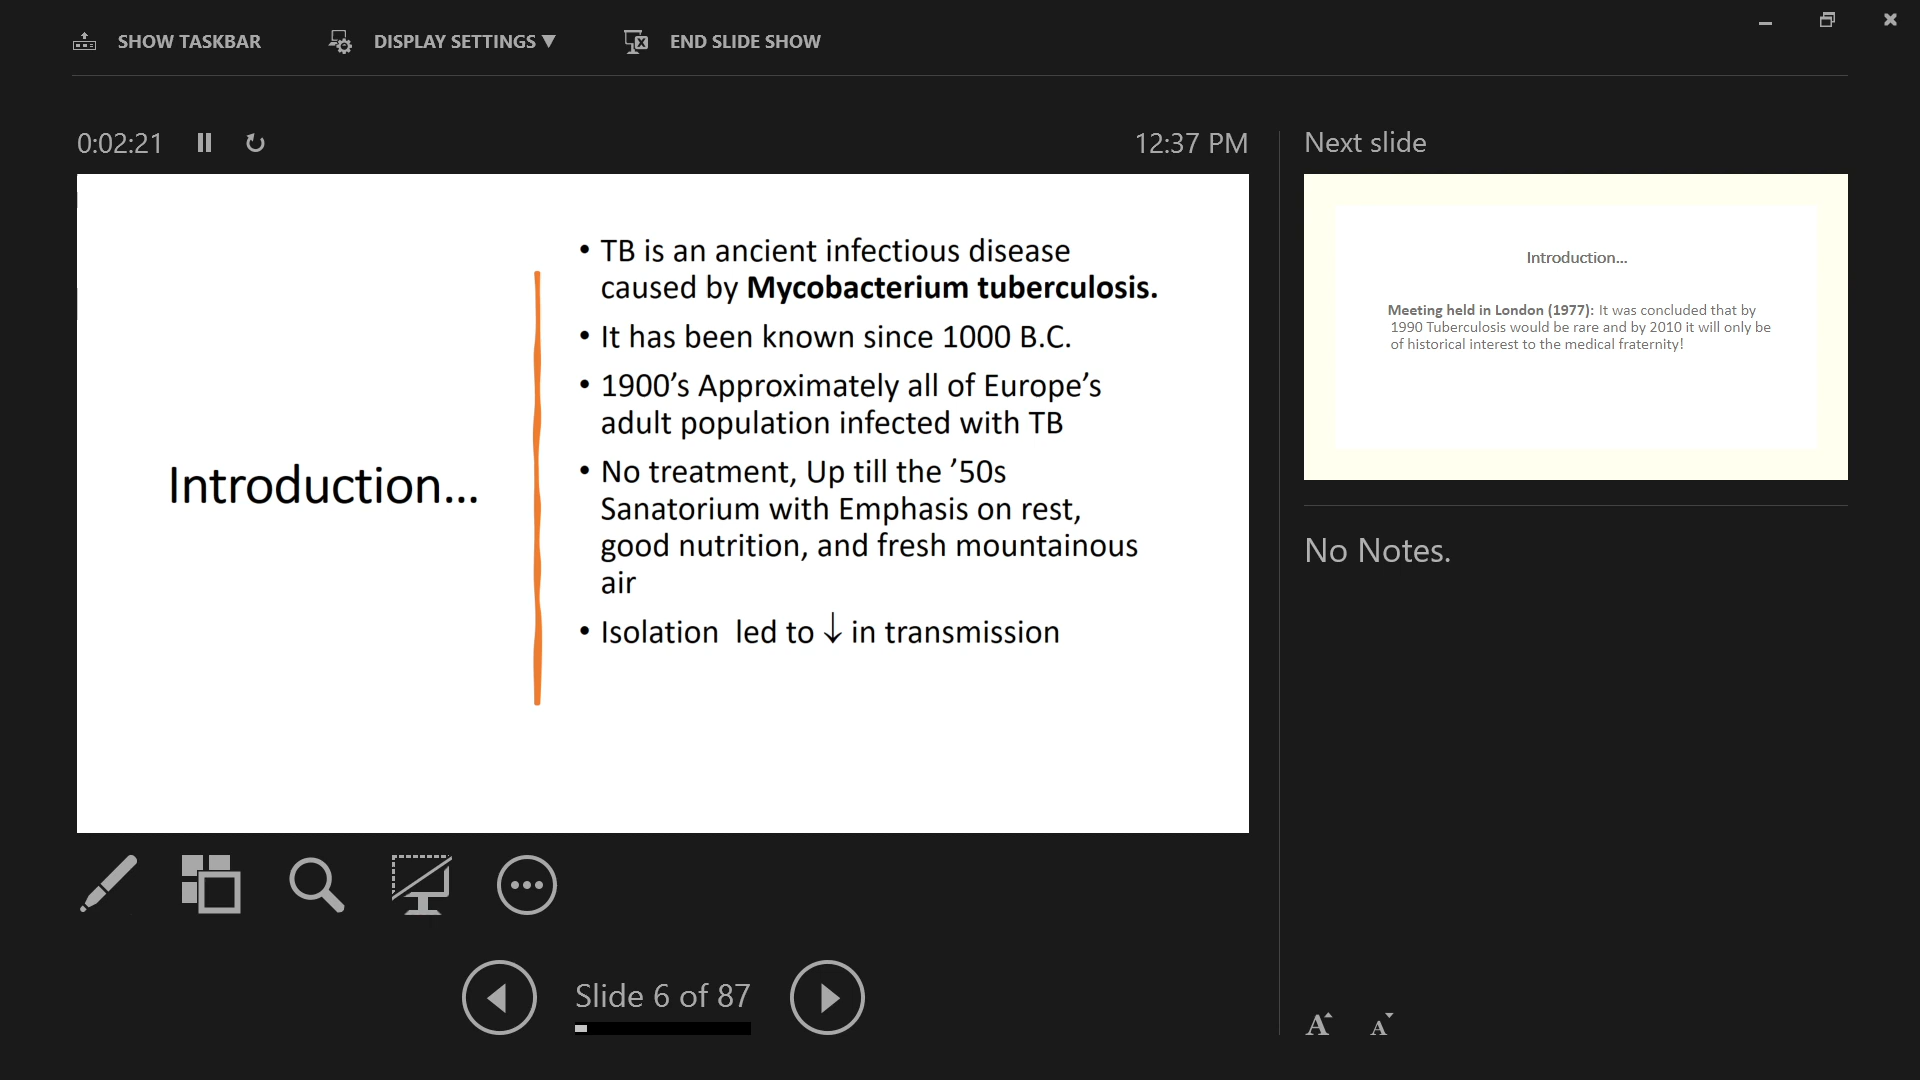 SHOW TASKBAR
DISPLAY SETTINGS ▼
END SLIDE SHOW
0:02:21
12:37 PM
Introduction...
• TB is an ancient infectious disease
caused by Mycobacterium tuberculosis.
• It has been known since 1000 B.C.
• 1900’s Approximately all of Europe’s
adult population infected with TB
• No treatment, Up till the ’50s
Sanatorium with Emphasis on rest,
good nutrition, and fresh mountainous
air
• Isolation  led to ↓ in transmission
Slide 6 of 87
Next slide
Introduction...
Meeting held in London (1977): It was concluded that by
1990 Tuberculosis would be rare and by 2010 it will only be
of historical interest to the medical fraternity!
No Notes.
A A